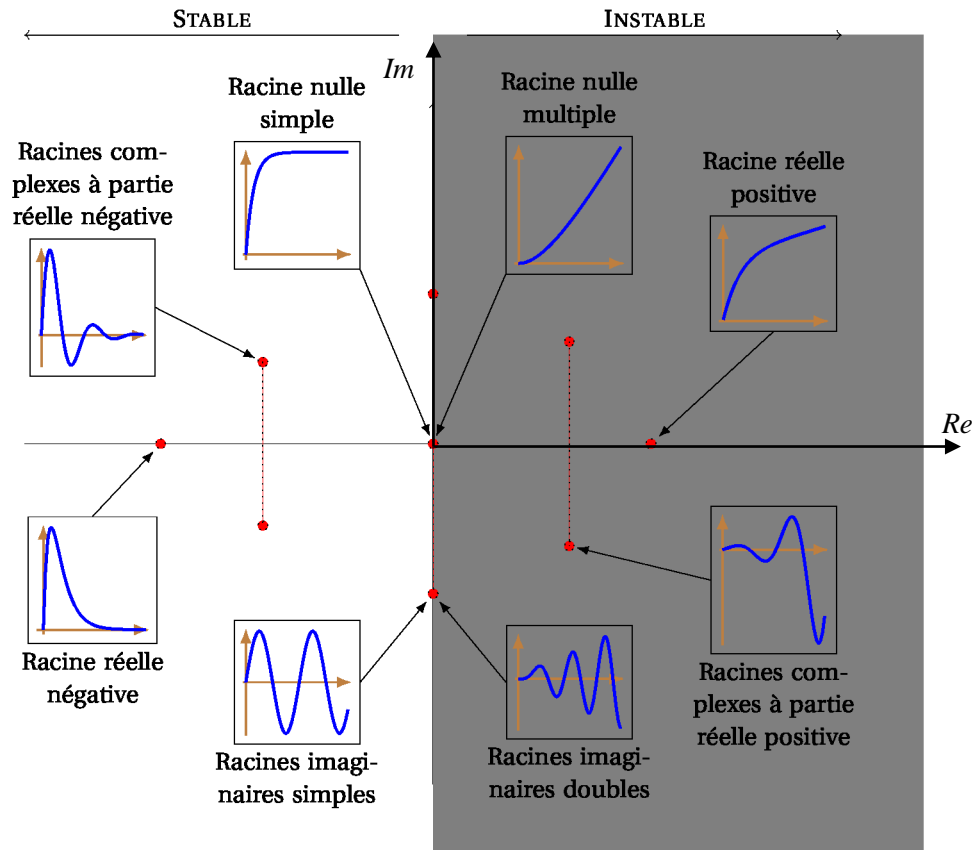 STABLE
INSTABLE
Im
Racine nulle
simple
Racine nulle
multiple
Racines com-
plexes à partie
réelle négative
Racine réelle
positive
Re
Racine réelle
négative
Racines imagi-
naires simples
Racines imagi-
naires doubles
Racines com-
plexes à partie
réelle positive